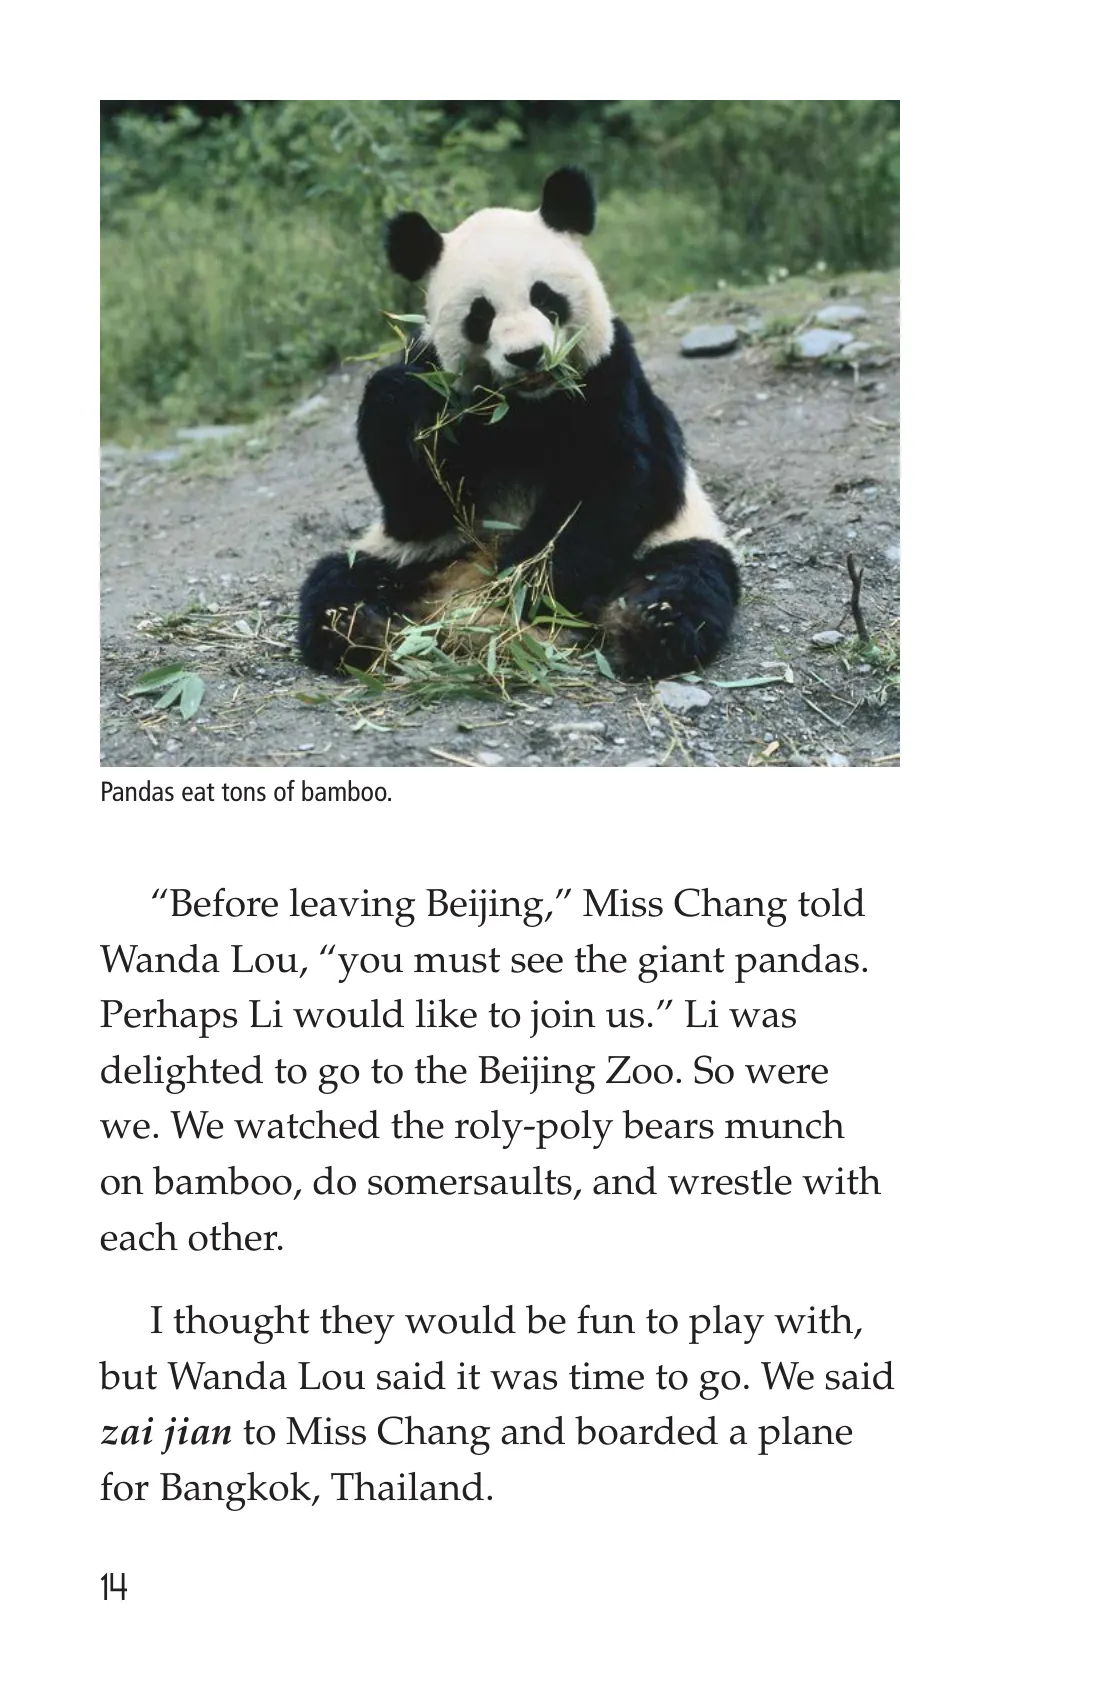 Pandas eat tons of bamboo.
“Before leaving Beijing,” Miss Chang told
Wanda Lou, “you must see the giant pandas.
Perhaps Li would like to join us.” Li was
delighted to go to the Beijing Zoo. So were
we. We watched the roly-poly bears munch
on bamboo, do somersaults, and wrestle with
each other.
I thought they would be fun to play with,
but Wanda Lou said it was time to go. We said
zai jian to Miss Chang and boarded a plane
for Bangkok, Thailand.
14